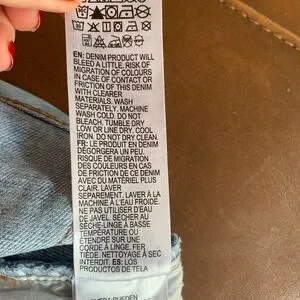 EN: DENIM PRODUCT WILL
BLEED A LITTLE. RISK OF
MIGRATION OF COLOURS
IN CASE OF CONTACT OR
FRICTION OF THIS DENIM
WITH CLEARER
MATERIALS. WASH
SEPARATELY. MACHINE
WASH COLD. DO NOT
BLEACH. TUMBLE DRY
LOW OR LINE DRY. COOL
IRON. DO NOT DRY CLEAN.
FR: LE PRODUIT EN DENIM
DÉGORGERA UN PEU.
RISQUE DE MIGRATION
DES COULEURS EN CAS
DE FRICTION DE CE DENIM
AVEC DU MATÉRIEL PLUS
CLAIR. LAVER
SÉPAREMENT. LAVER À LA
MACHINE À L'EAU FROIDE.
NE PAS UTILISER D'EAU
DE JAVEL. SÉCHER AU
SÈCHE-LINGE À BASSE
TEMPÉRATURE OU
ÉTENDRE SUR UNE
CORDE À LINGE. FER
TIÈDE. NETTOYAGE À SEC
INTERDIT. ES: LOS
PRODUCTOS DE TELA
PUEDEN